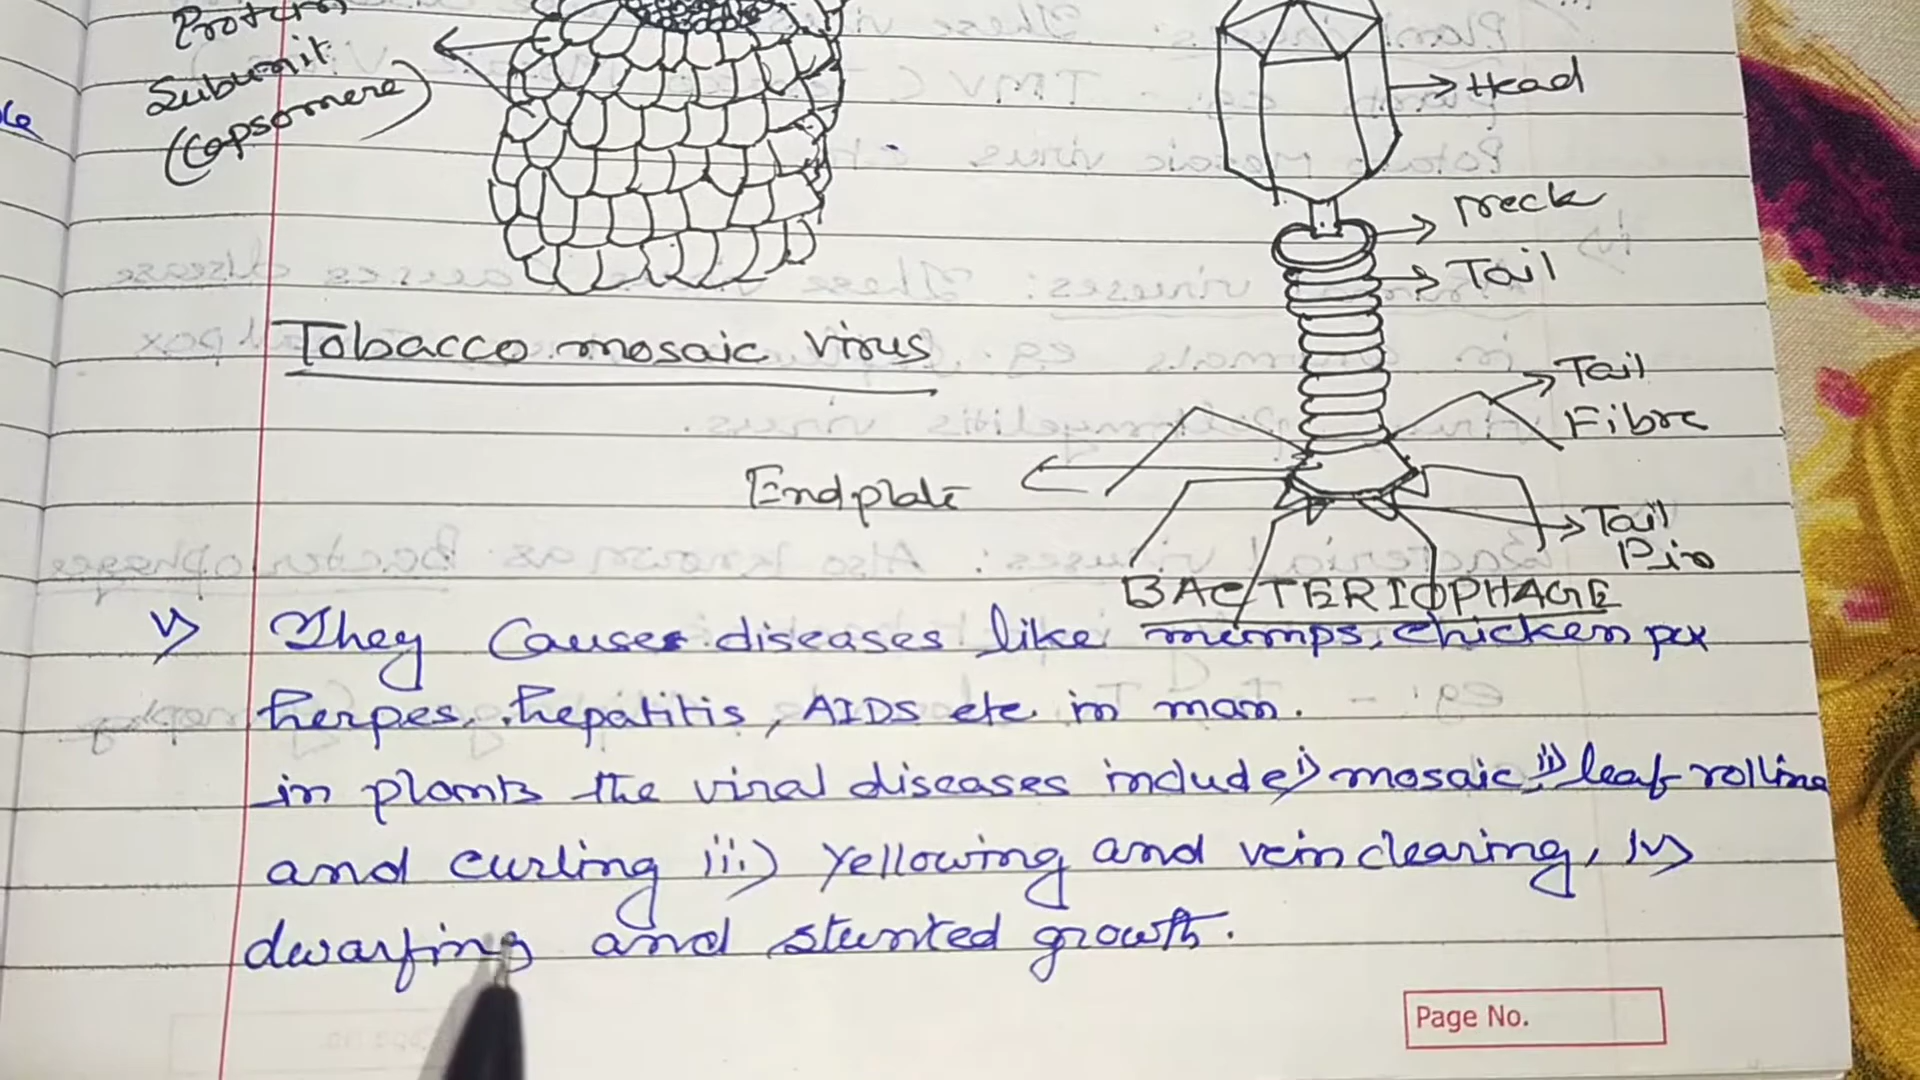 Protein
Subunit
(Capsomere)
Head
neck
Tail
Tobacco mosaic virus
Tail
Fibre
Endplate
Tail
Pin
BACTERIOPHAGE
v) They Causes diseases like mumps, chicken pox
herpes, hepatitis, AIDS etc in man.
in plants the viral diseases include i) mosaic, ii) leaf rolling
and curling iii) Yellowing and vein clearing, iv)
dwarfing and stunted growth.
Page No.